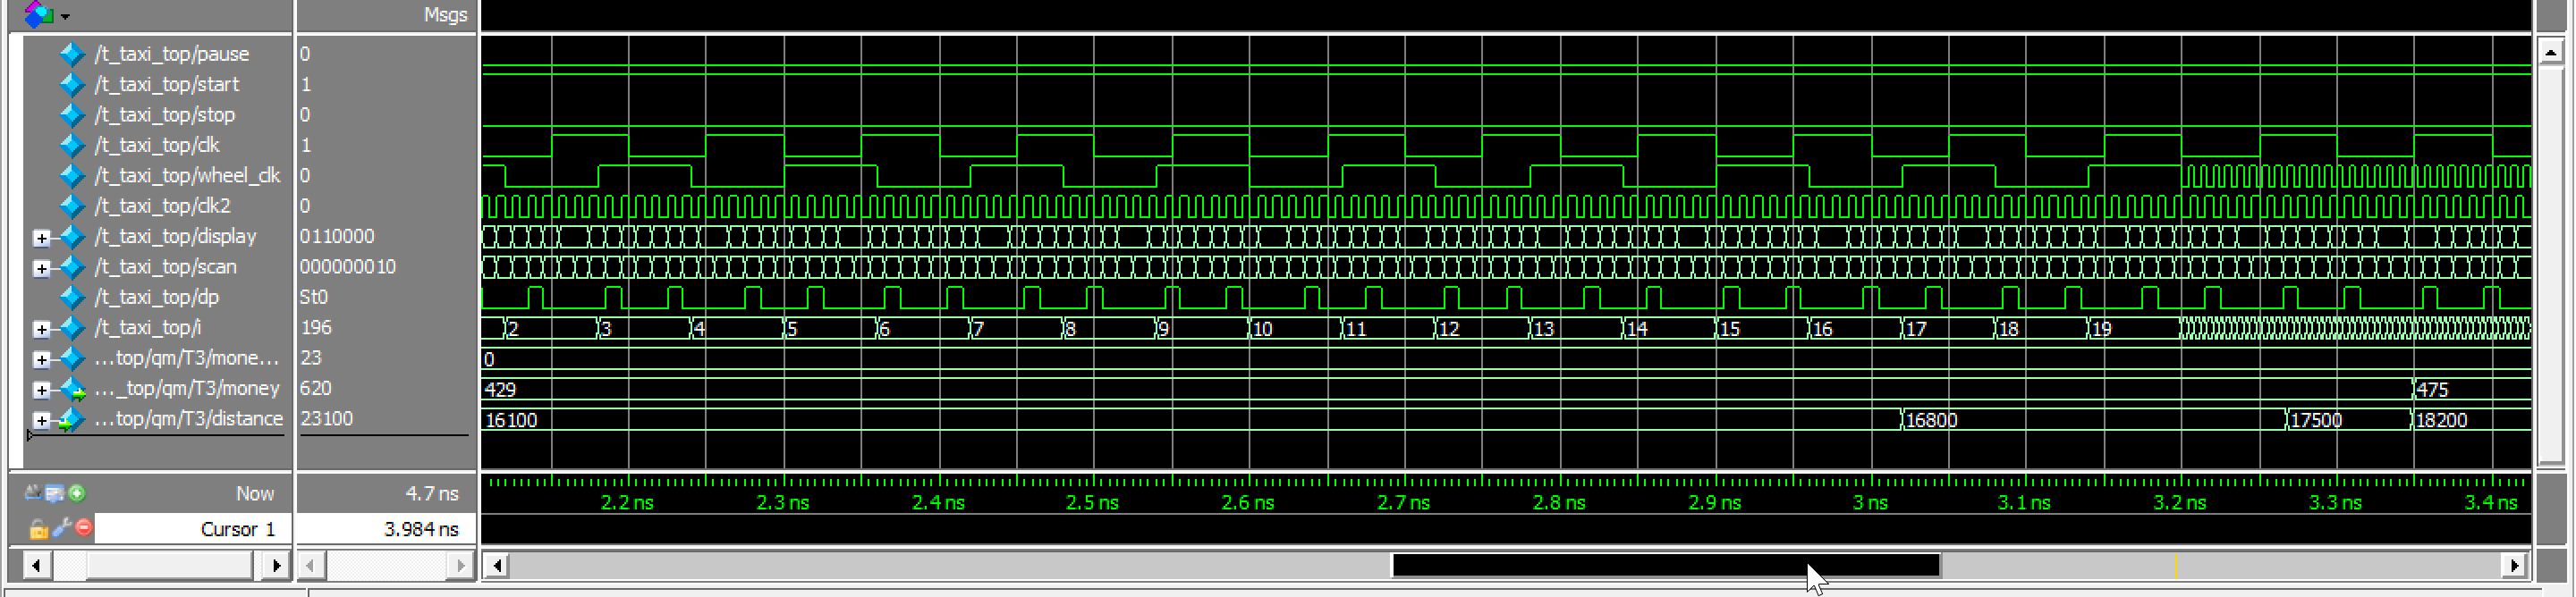 Msgs
/t_taxi_top/pause 0
/t_taxi_top/start 1
/t_taxi_top/stop 0
/t_taxi_top/clk 1
/t_taxi_top/wheel_clk 0
/t_taxi_top/clk2 0
/t_taxi_top/display 0110000
/t_taxi_top/scan 000000010
/t_taxi_top/dp St0
/t_taxi_top/i 196 2 3 4 5 6 7 8 9 10 11 12 13 14 15 16 17 18 19
...top/qm/T3/mone... 23 0
..._top/qm/T3/money 620 429 475
...top/qm/T3/distance 23100 16100 16800 17500 18200
Now 4.7 ns 2.2 ns 2.3 ns 2.4 ns 2.5 ns 2.6 ns 2.7 ns 2.8 ns 2.9 ns 3 ns 3.1 ns 3.2 ns 3.3 ns 3.4 ns
Cursor 1 3.984 ns